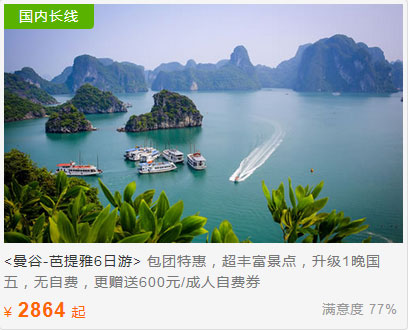 国内长线
<曼谷-芭提雅6日游> 包团特惠，超丰富景点，升级1晚国
五，无自费，更赠送600元/成人自费券
¥ 2864 起
满意度 77%